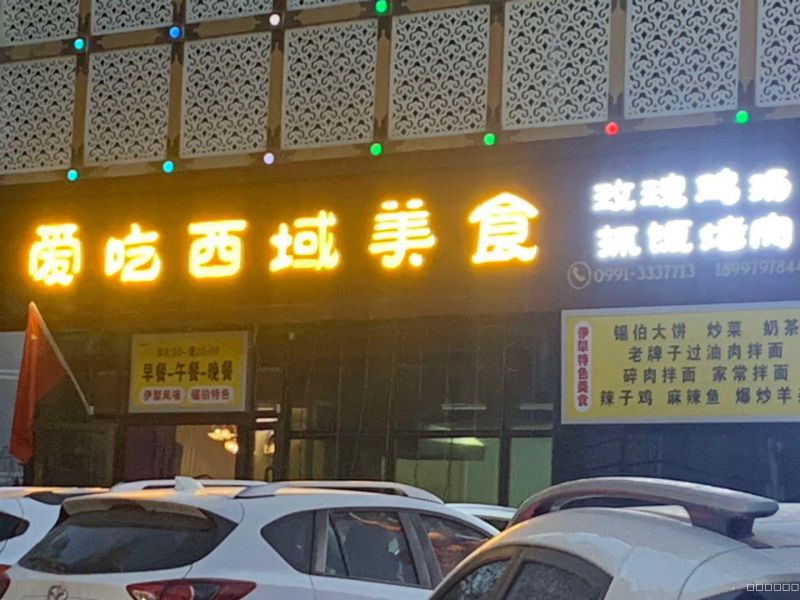 爱吃西域美食
玫瑰鸡汤
抓饭烤肉
0991-3337713 1899797844
早餐-午餐-晚餐
伊犁风味 锡伯特色
伊犁特色美食
锡伯大饼 炒菜 奶茶
老牌子过油肉拌面
碎肉拌面 家常拌面
辣子鸡 麻辣鱼 爆炒羊